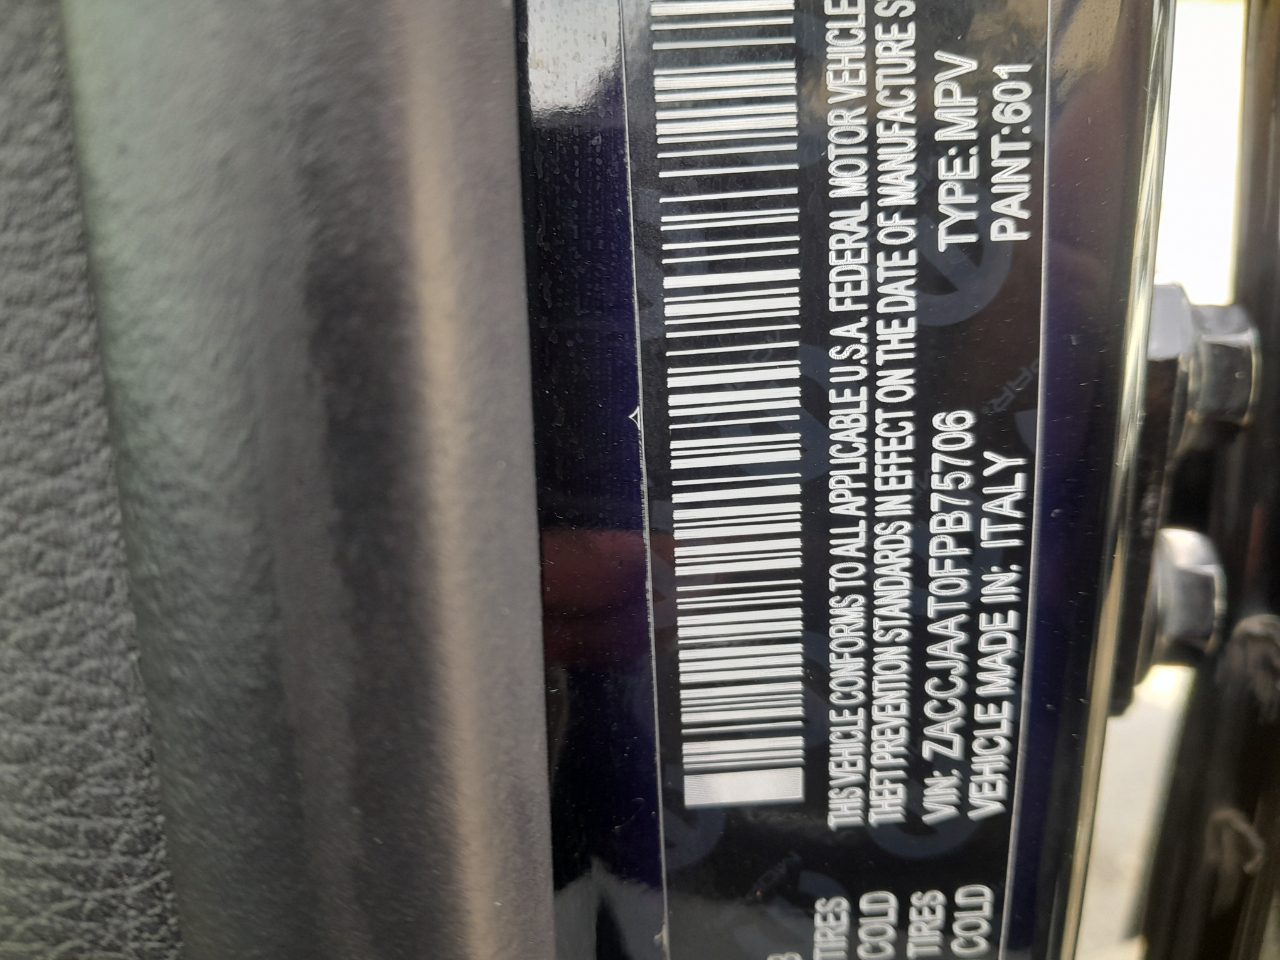 THIS VEHICLE CONFORMS TO ALL APPLICABLE U.S.A. FEDERAL MOTOR VEHICLE
THEFT PREVENTION STANDARDS IN EFFECT ON THE DATE OF MANUFACTURE
VIN: ZACCJAAT0FPB75706 TYPE: MPV
VEHICLE MADE IN: ITALY PAINT:601
TIRES
COLD
TIRES
COLD